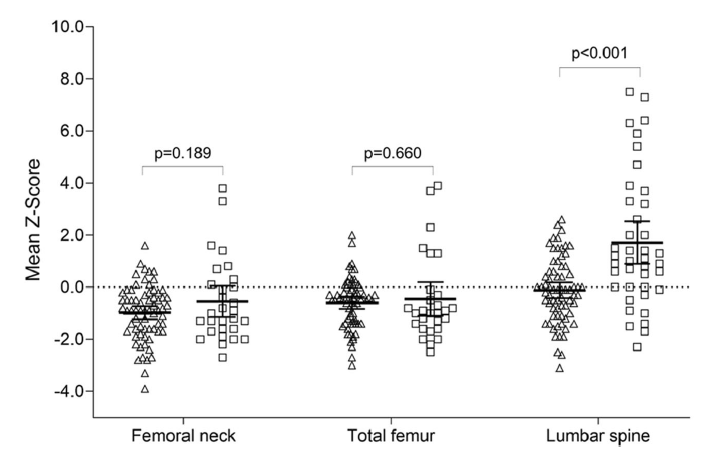 10.0
8.0
6.0
4.0
2.0
0.0
-2.0
-4.0
Mean Z-Score
p=0.189
p=0.660
p<0.001
Femoral neck
Total femur
Lumbar spine